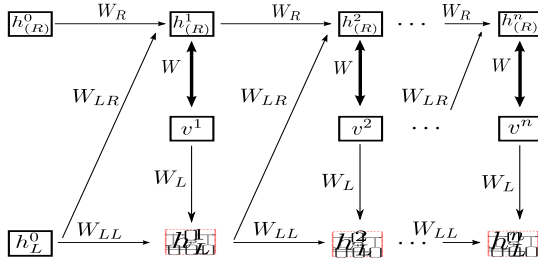 h^0_(R) W_R h^1_(R) W_R h^2_(R) · · · W_R h^n_(R)
W W W
W_LR W_LR W_LR
v^1 v^2 · · · v^n
W_L W_L W_L
h^0_L W_LL W_LL · · · W_LL